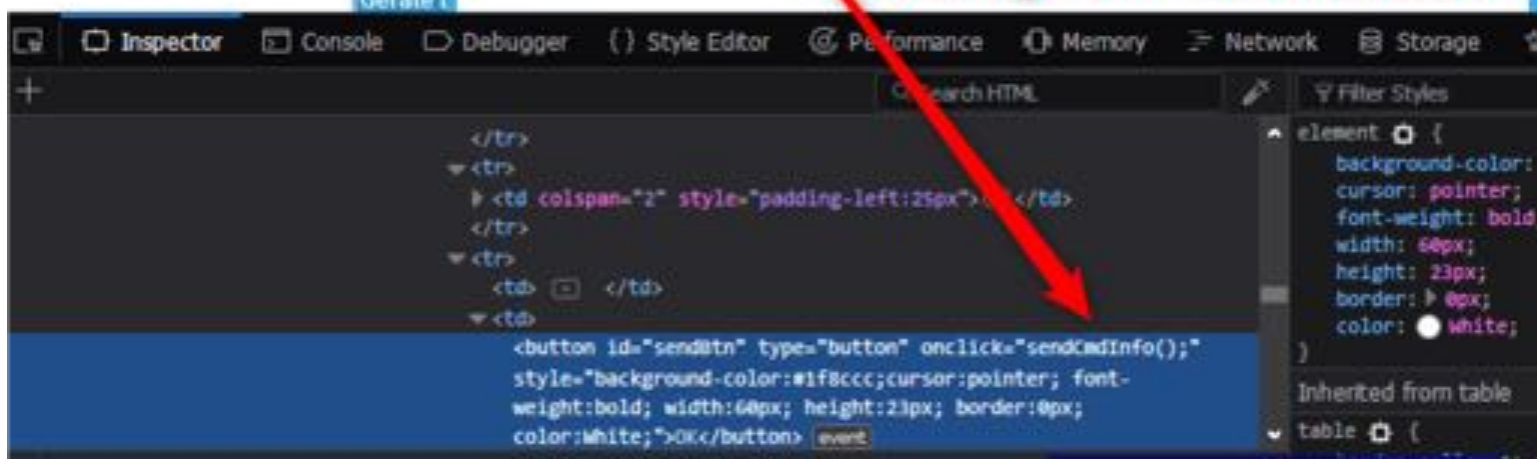 Geräte i
Inspector Console Debugger {} Style Editor Performance Memory Network Storage
+ Search HTML Filter Styles
</tr>
<tr>
<td colspan="2" style="padding-left:25px"> </td>
</tr>
<tr>
<td> </td>
<td>
<button id="sendBtn" type="button" onclick="sendCmdInfo();"
style="background-color:#1f8ccc;cursor:pointer; font-
weight:bold; width:60px; height:23px; border:0px;
color:White;">OK</button> event
element {
background-color:
cursor: pointer;
font-weight: bold
width: 60px;
height: 23px;
border: 0px;
color: White;
}
Inherited from table
table {